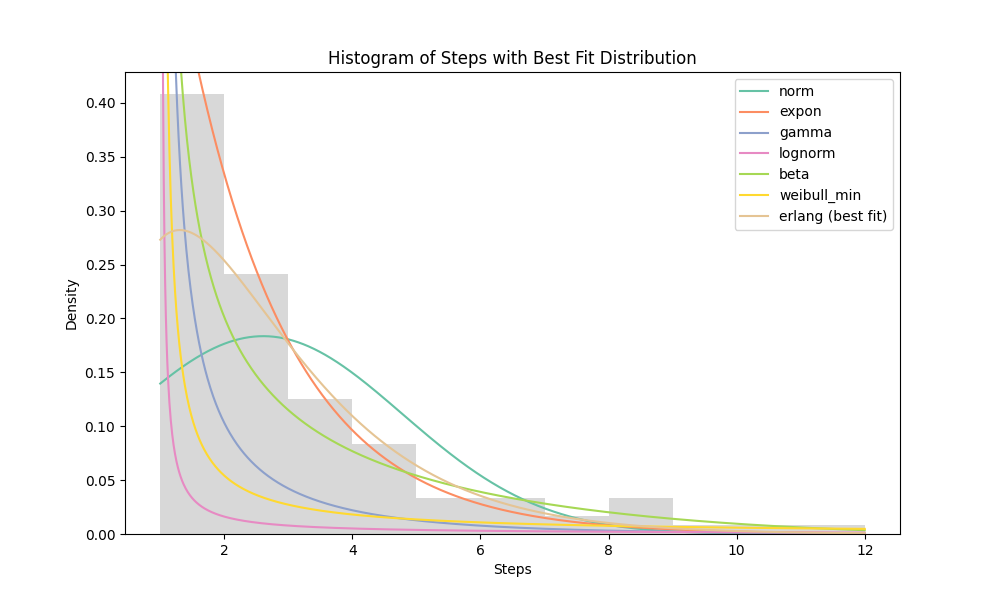 Histogram of Steps with Best Fit Distribution
Density
0.40
0.35
0.30
0.25
0.20
0.15
0.10
0.05
0.00
norm
expon
gamma
lognorm
beta
weibull_min
erlang (best fit)
2 4 6 8 10 12
Steps